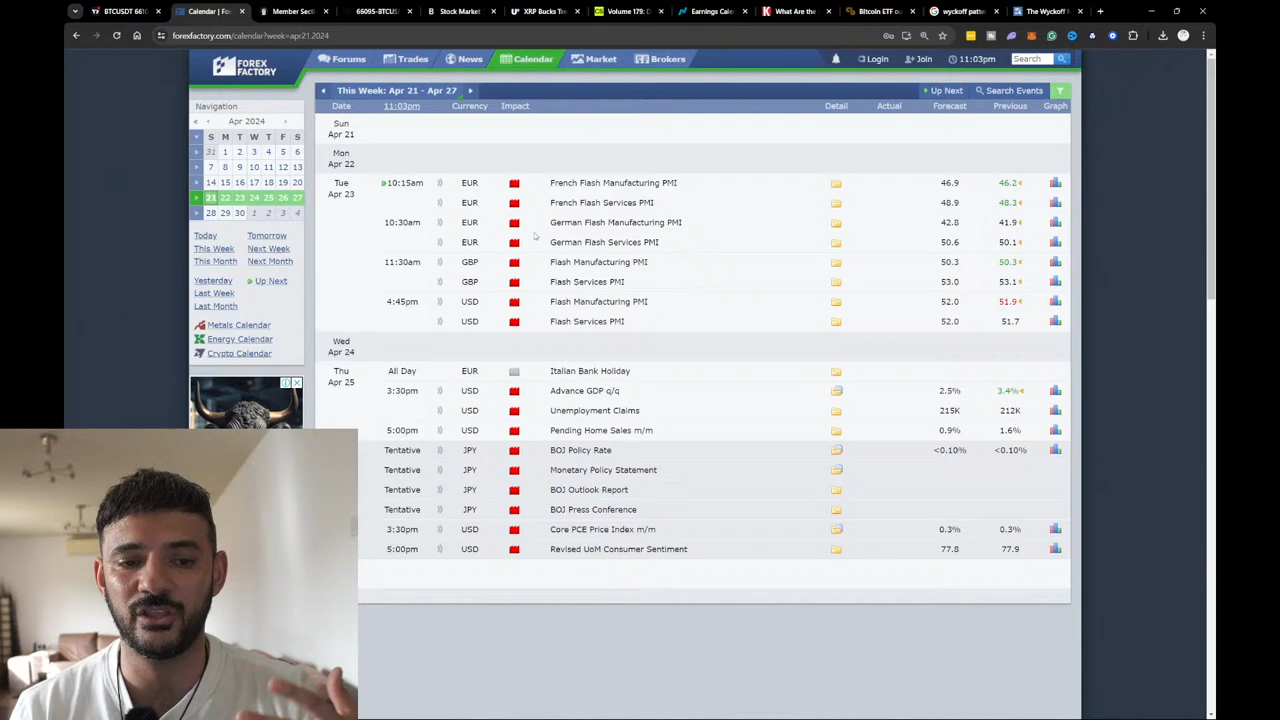 BTCUSDT 6610
Calendar | For
Member Secti
66095-BTCUS
Stock Market
XRP Bucks Tre
Volume 179: D
Earnings Cale
What Are the
Bitcoin ETF o
wyckoff patte
The Wyckoff M
forexfactory.com/calendar?week=apr21.2024
FOREX FACTORY
Forums
Trades
News
Calendar
Market
Brokers
Login
Join
11:03pm
Search
Navigation
Apr 2024
S M T W T F S
31 1 2 3 4 5 6
7 8 9 10 11 12 13
14 15 16 17 18 19 20
21 22 23 24 25 26 27
28 29 30 1 2 3 4
Today Tomorrow
This Week Next Week
This Month Next Month
Yesterday Up Next
Last Week
Last Month
Metals Calendar
Energy Calendar
Crypto Calendar
This Week: Apr 21 - Apr 27 Up Next Search Events
Date 11:03pm Currency Impact Detail Actual Forecast Previous Graph
Sun
Apr 21
Mon
Apr 22
Tue
Apr 23
10:15am EUR French Flash Manufacturing PMI 46.9 46.2
EUR French Flash Services PMI 48.9 48.3
10:30am EUR German Flash Manufacturing PMI 42.8 41.9
EUR German Flash Services PMI 50.6 50.1
11:30am GBP Flash Manufacturing PMI 50.3 50.3
GBP Flash Services PMI 53.0 53.1
4:45pm USD Flash Manufacturing PMI 52.0 51.9
USD Flash Services PMI 52.0 51.7
Wed
Apr 24
Thu
Apr 25
All Day EUR Italian Bank Holiday
3:30pm USD Advance GDP q/q 2.5% 3.4%
USD Unemployment Claims 215K 212K
5:00pm USD Pending Home Sales m/m 0.9% 1.6%
Tentative JPY BOJ Policy Rate <0.10% <0.10%
Tentative JPY Monetary Policy Statement
Tentative JPY BOJ Outlook Report
Tentative JPY BOJ Press Conference
3:30pm USD Core PCE Price Index m/m 0.3% 0.3%
5:00pm USD Revised UoM Consumer Sentiment 77.8 77.9